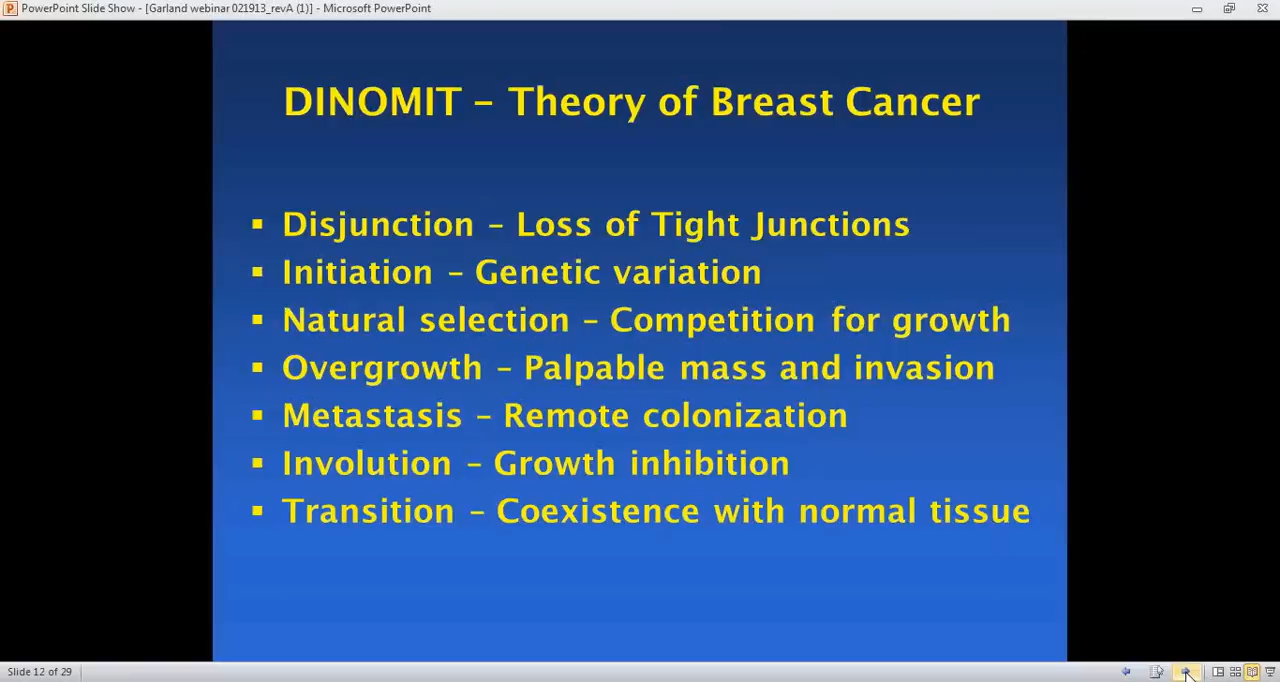 PowerPoint Slide Show - [Garland webinar 021913_revA (1)] - Microsoft PowerPoint
DINOMIT – Theory of Breast Cancer
▪ Disjunction – Loss of Tight Junctions
▪ Initiation – Genetic variation
▪ Natural selection – Competition for growth
▪ Overgrowth – Palpable mass and invasion
▪ Metastasis – Remote colonization
▪ Involution – Growth inhibition
▪ Transition – Coexistence with normal tissue
Slide 12 of 29